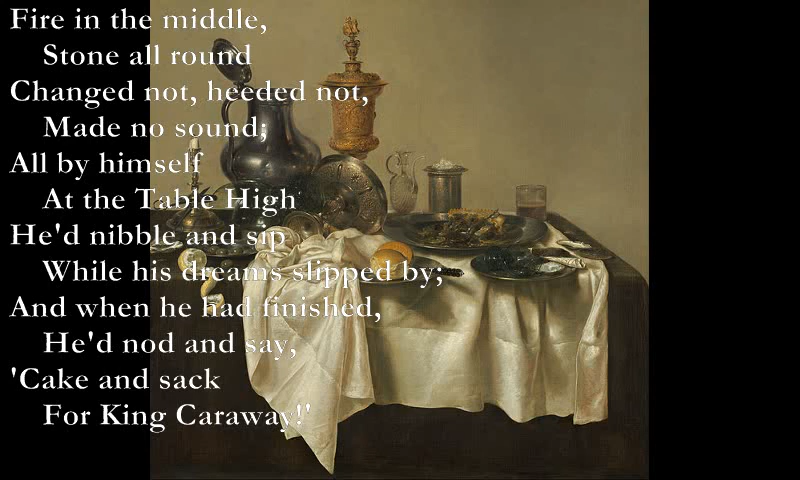 Fire in the middle,
Stone all round
Changed not, heeded not,
Made no sound;
All by himself
At the Table High
He'd nibble and sip
While his dreams slipped by;
And when he had finished,
He'd nod and say,
'Cake and sack
For King Caraway!'